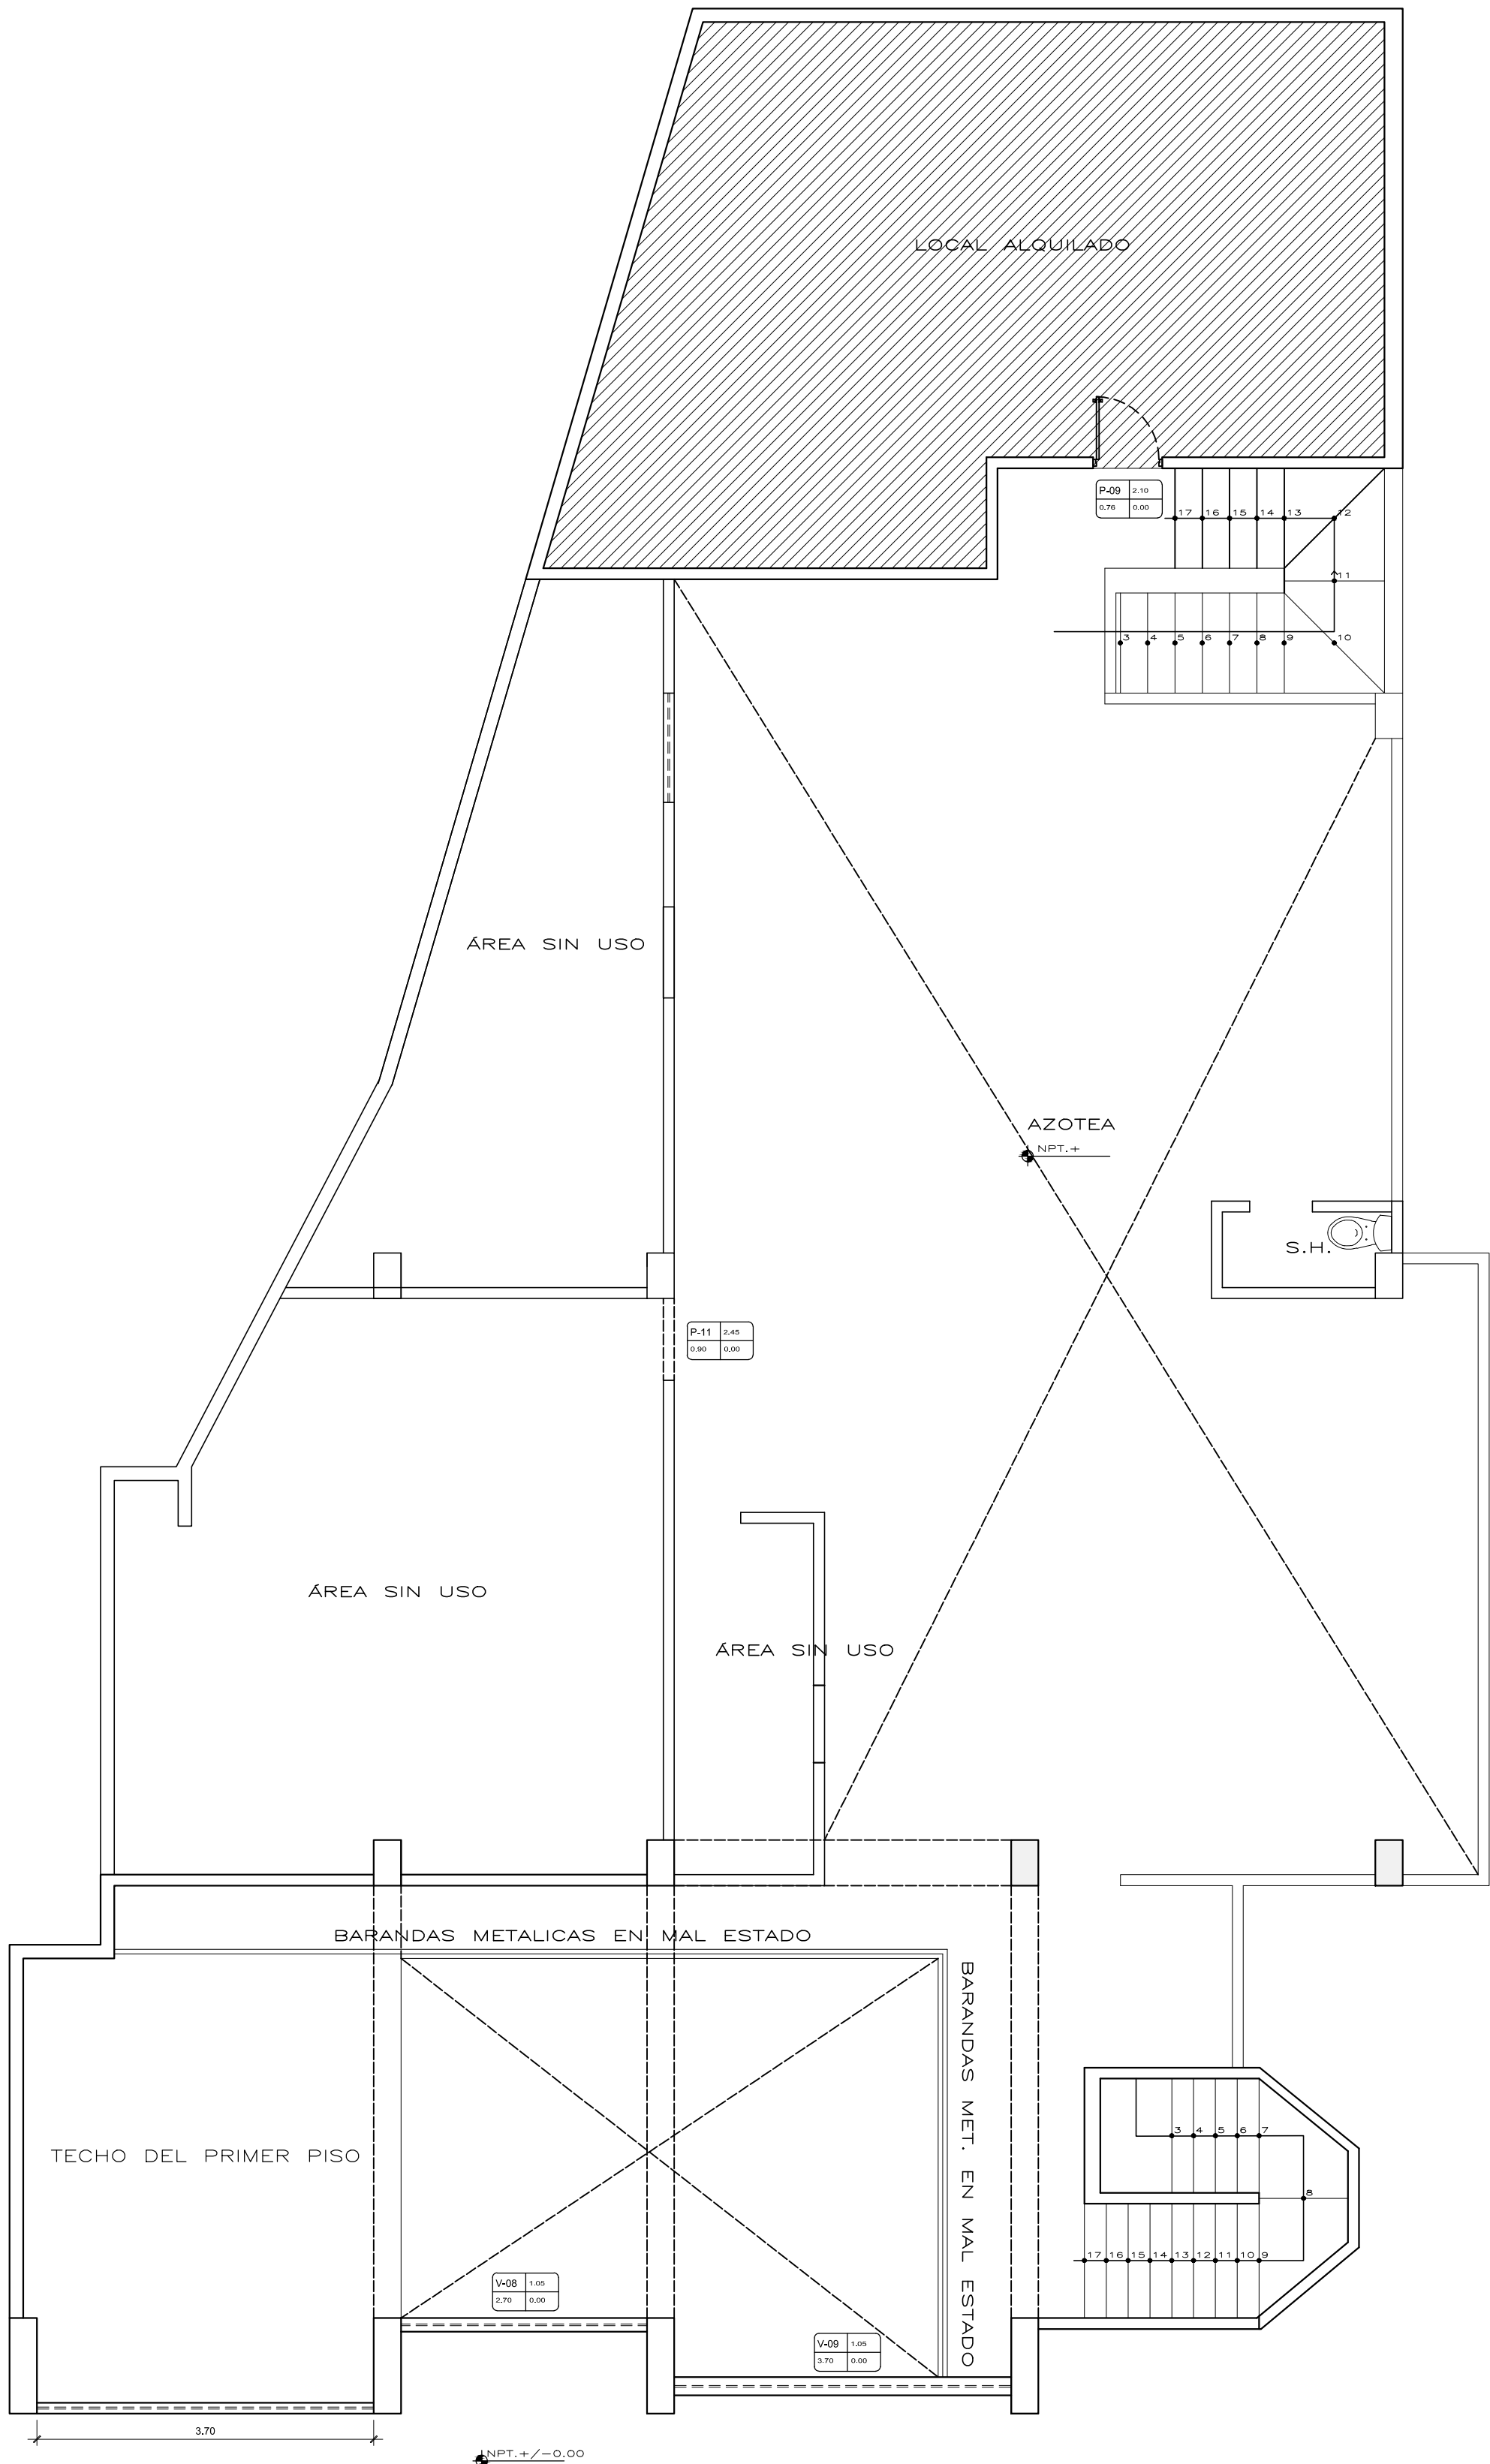 LOCAL ALQUILADO
P-09 2.10
0.76 0.00
17 16 15 14 13 12
11
3 4 5 6 7 8 9 10
ÁREA SIN USO
AZOTEA
NPT.+
S.H.
P-11 2.45
0.90 0.00
ÁREA SIN USO
ÁREA SIN USO
BARANDAS METALICAS EN MAL ESTADO
BARANDAS MET. EN MAL ESTADO
TECHO DEL PRIMER PISO
3 4 5 6 7
8
17 16 15 14 13 12 11 10 9
V-08 1.05
2.70 0.00
V-09 1.05
3.70 0.00
3.70
NPT.+/-0.00